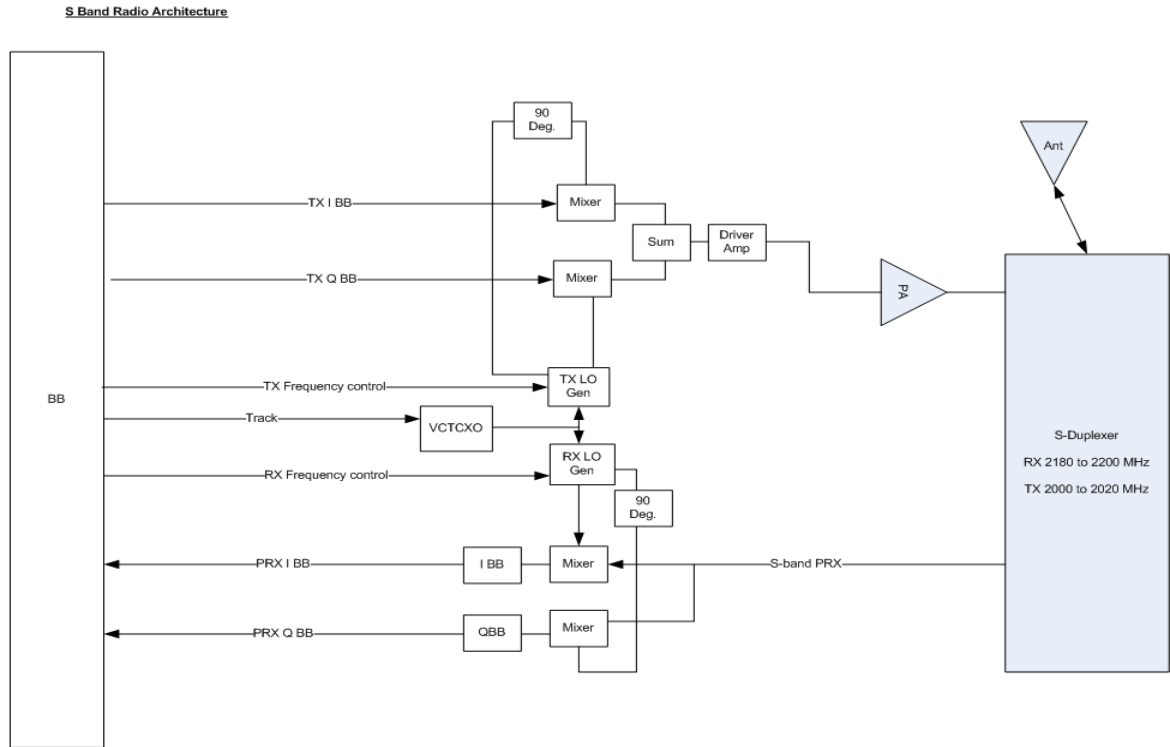 S Band Radio Architecture
90
Deg.
Ant
TX I BB
Mixer
Sum
Driver
Amp
TX Q BB
Mixer
PA
TX Frequency control
TX LO
Gen
BB
Track
VCTCXO
S-Duplexer
RX 2180 to 2200 MHz
TX 2000 to 2020 MHz
RX LO
Gen
RX Frequency control
90
Deg.
PRX I BB
I BB
Mixer
S-band PRX
PRX Q BB
QBB
Mixer